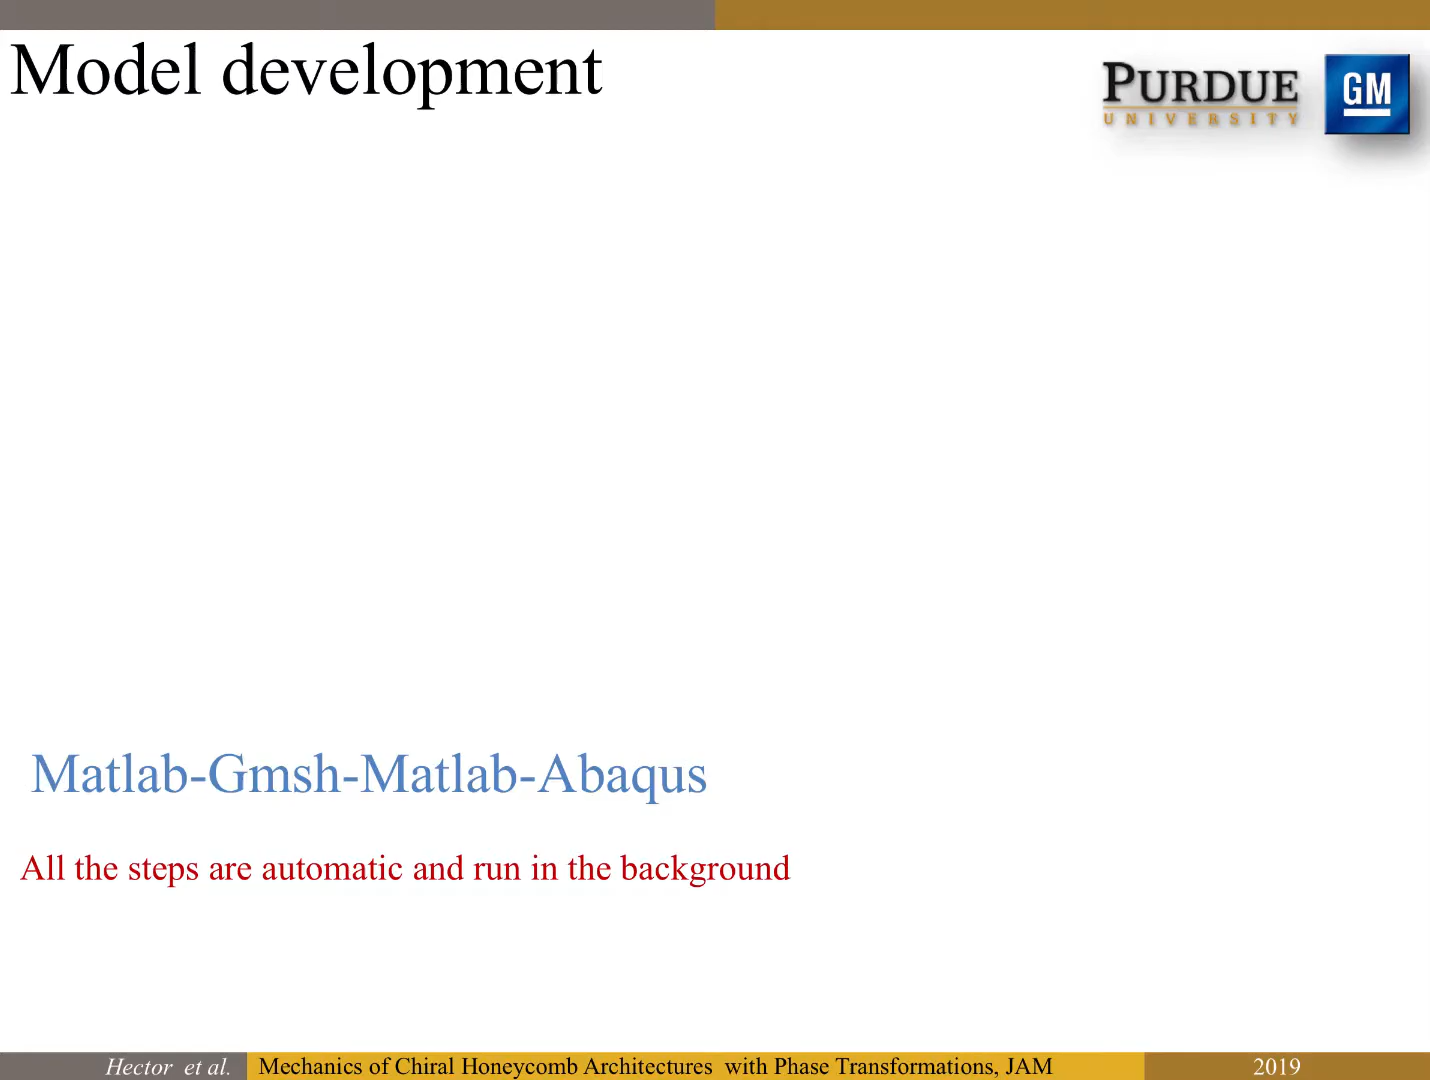 Model development
PURDUE
UNIVERSITY
GM
Matlab-Gmsh-Matlab-Abaqus
All the steps are automatic and run in the background
Hector et al. Mechanics of Chiral Honeycomb Architectures with Phase Transformations, JAM 2019